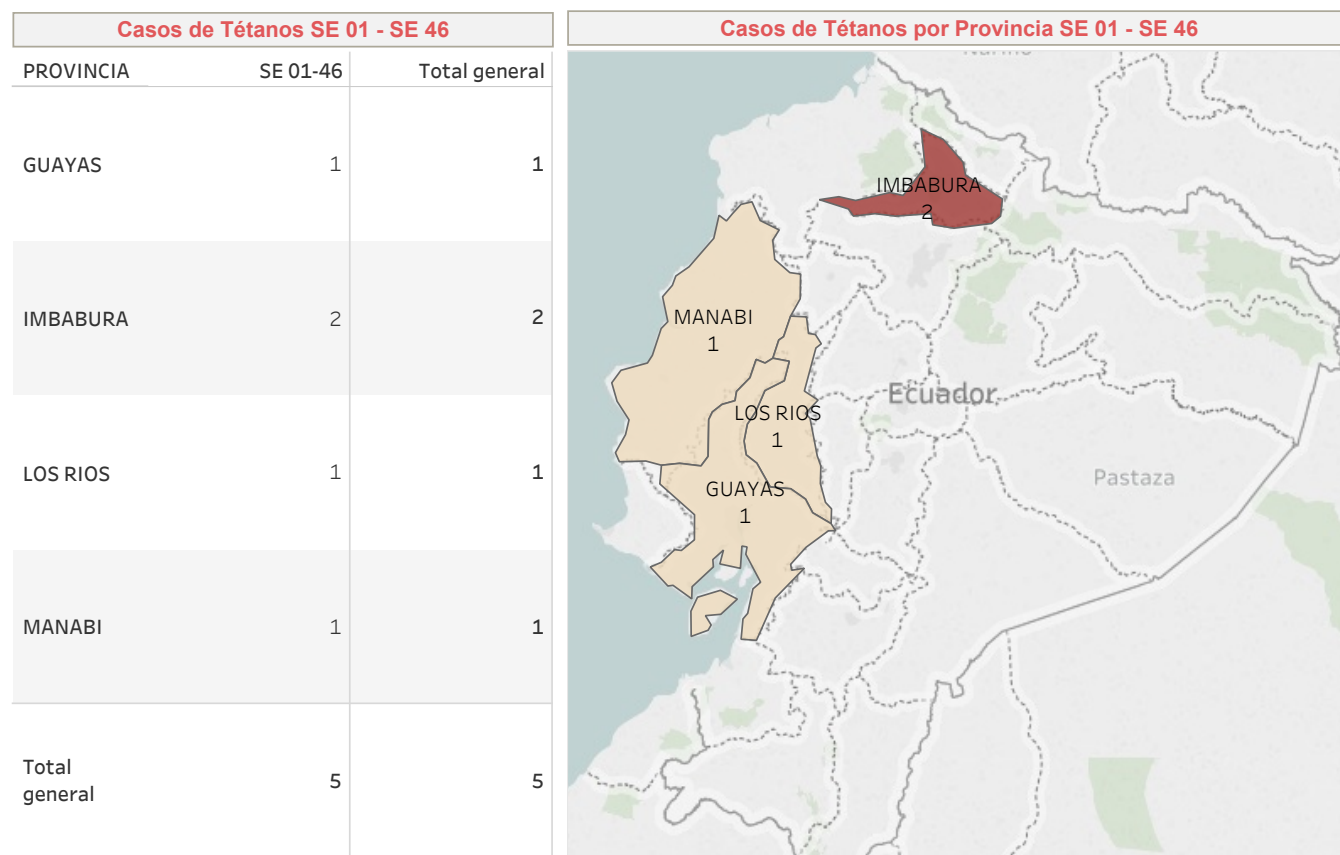 Casos de Tétanos SE 01 - SE 46
PROVINCIA SE 01-46 Total general
GUAYAS 1 1
IMBABURA 2 2
LOS RIOS 1 1
MANABI 1 1
Total
general 5 5
Casos de Tétanos por Provincia SE 01 - SE 46
IMBABURA
2
MANABI
1
Ecuador
LOS RIOS
1
Pastaza
GUAYAS
1